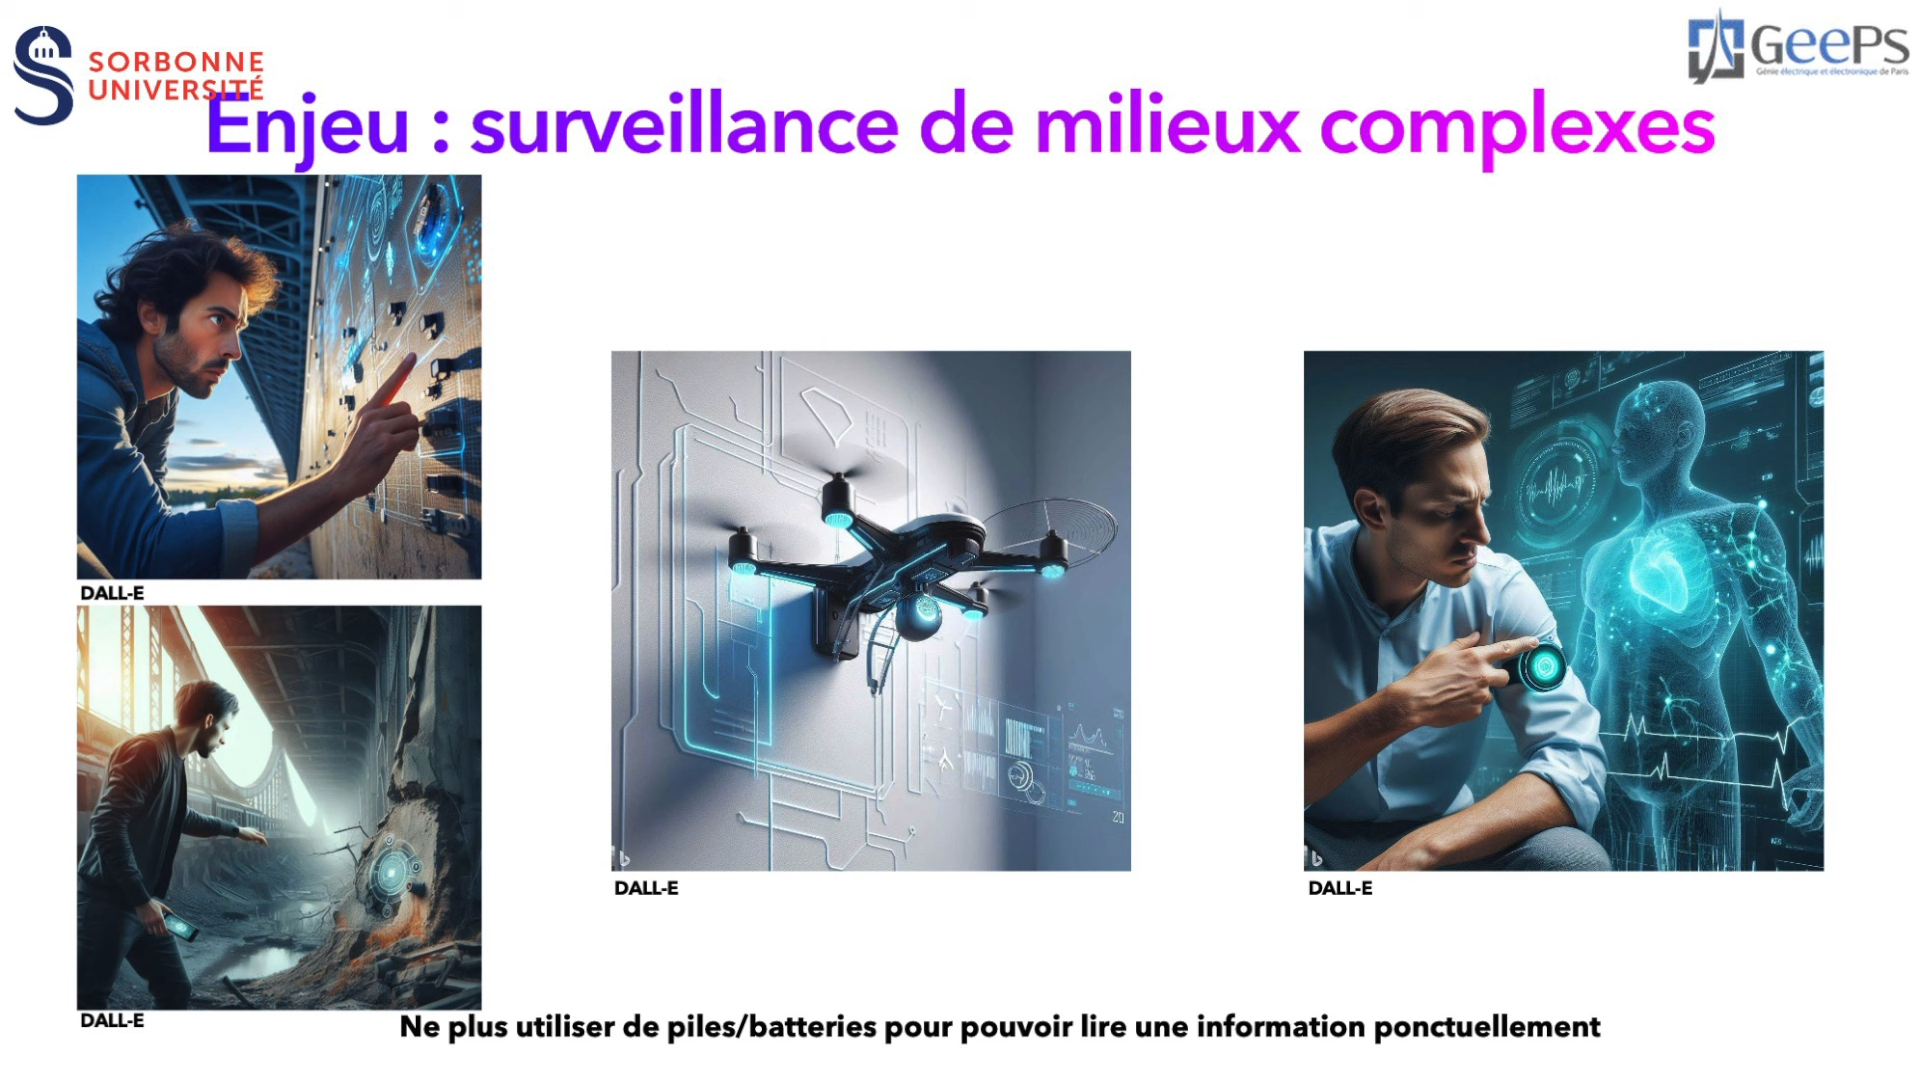 SORBONNE
UNIVERSITÉ
GeePs
Génie électrique et électronique de Paris
Enjeu : surveillance de milieux complexes
DALL-E
DALL-E
DALL-E
DALL-E
Ne plus utiliser de piles/batteries pour pouvoir lire une information ponctuellement